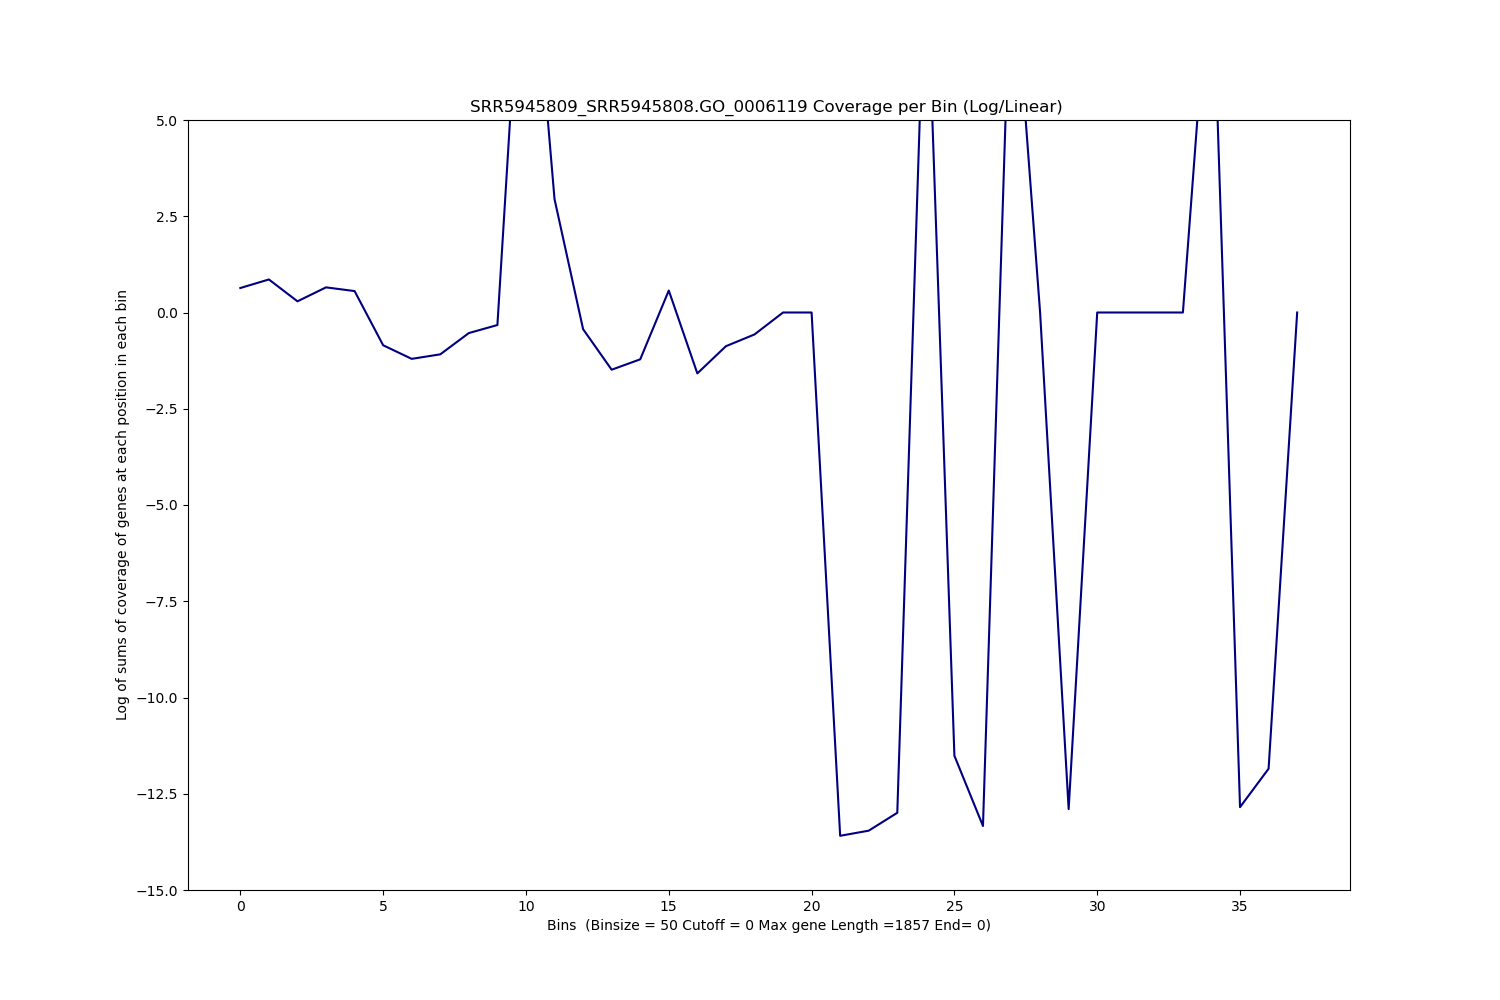 SRR5945809_SRR5945808.GO_0006119 Coverage per Bin (Log/Linear)
5.0
2.5
0.0
−2.5
−5.0
−7.5
−10.0
−12.5
−15.0
Log of sums of coverage of genes at each position in each bin
0 5 10 15 20 25 30 35
Bins  (Binsize = 50 Cutoff = 0 Max gene Length =1857 End= 0)